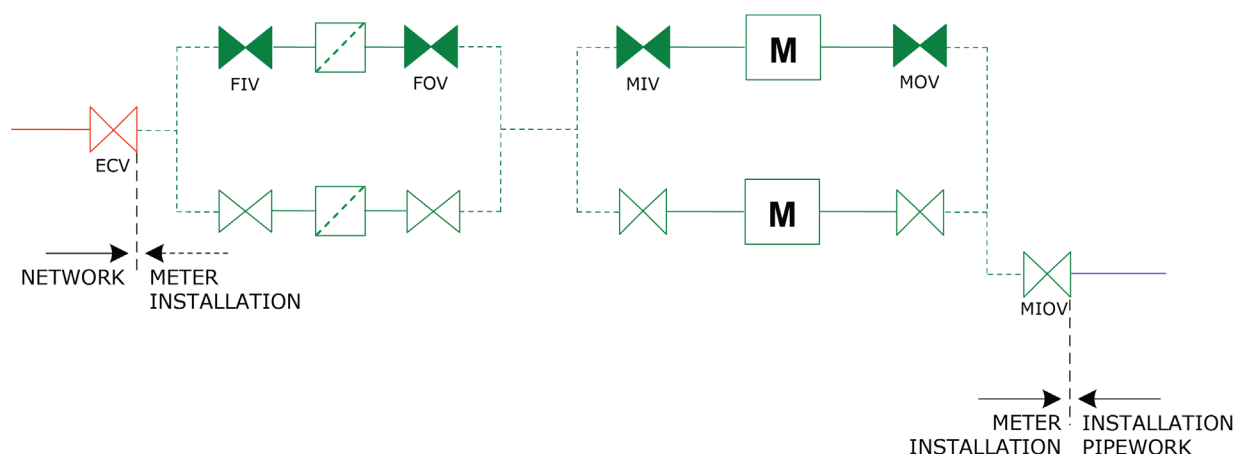 M
FIV
FOV
MIV
MOV
ECV
M
NETWORK
METER
INSTALLATION
MIOV
METER
INSTALLATION
INSTALLATION
PIPEWORK